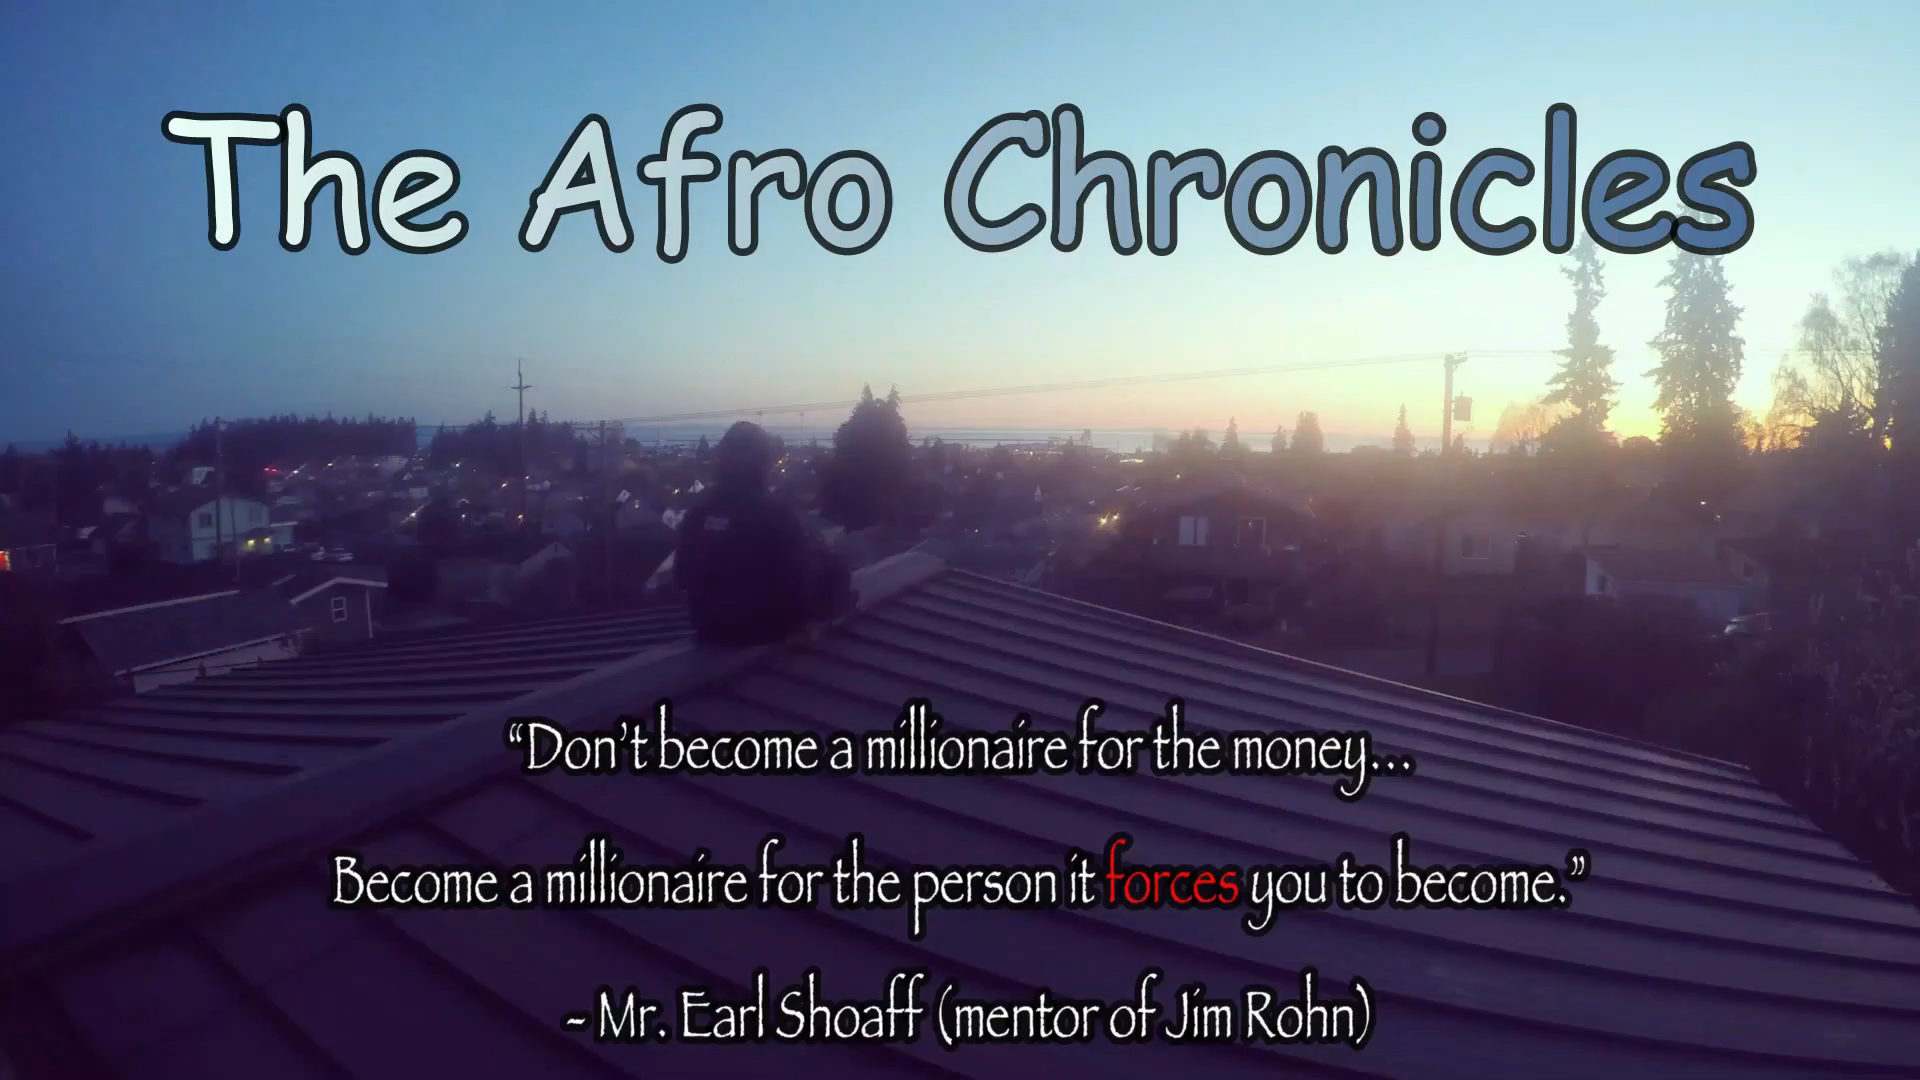 The Afro Chronicles
“Don’t become a millionaire for the money...
Become a millionaire for the person it forces you to become.”
- Mr. Earl Shoaff (mentor of Jim Rohn)